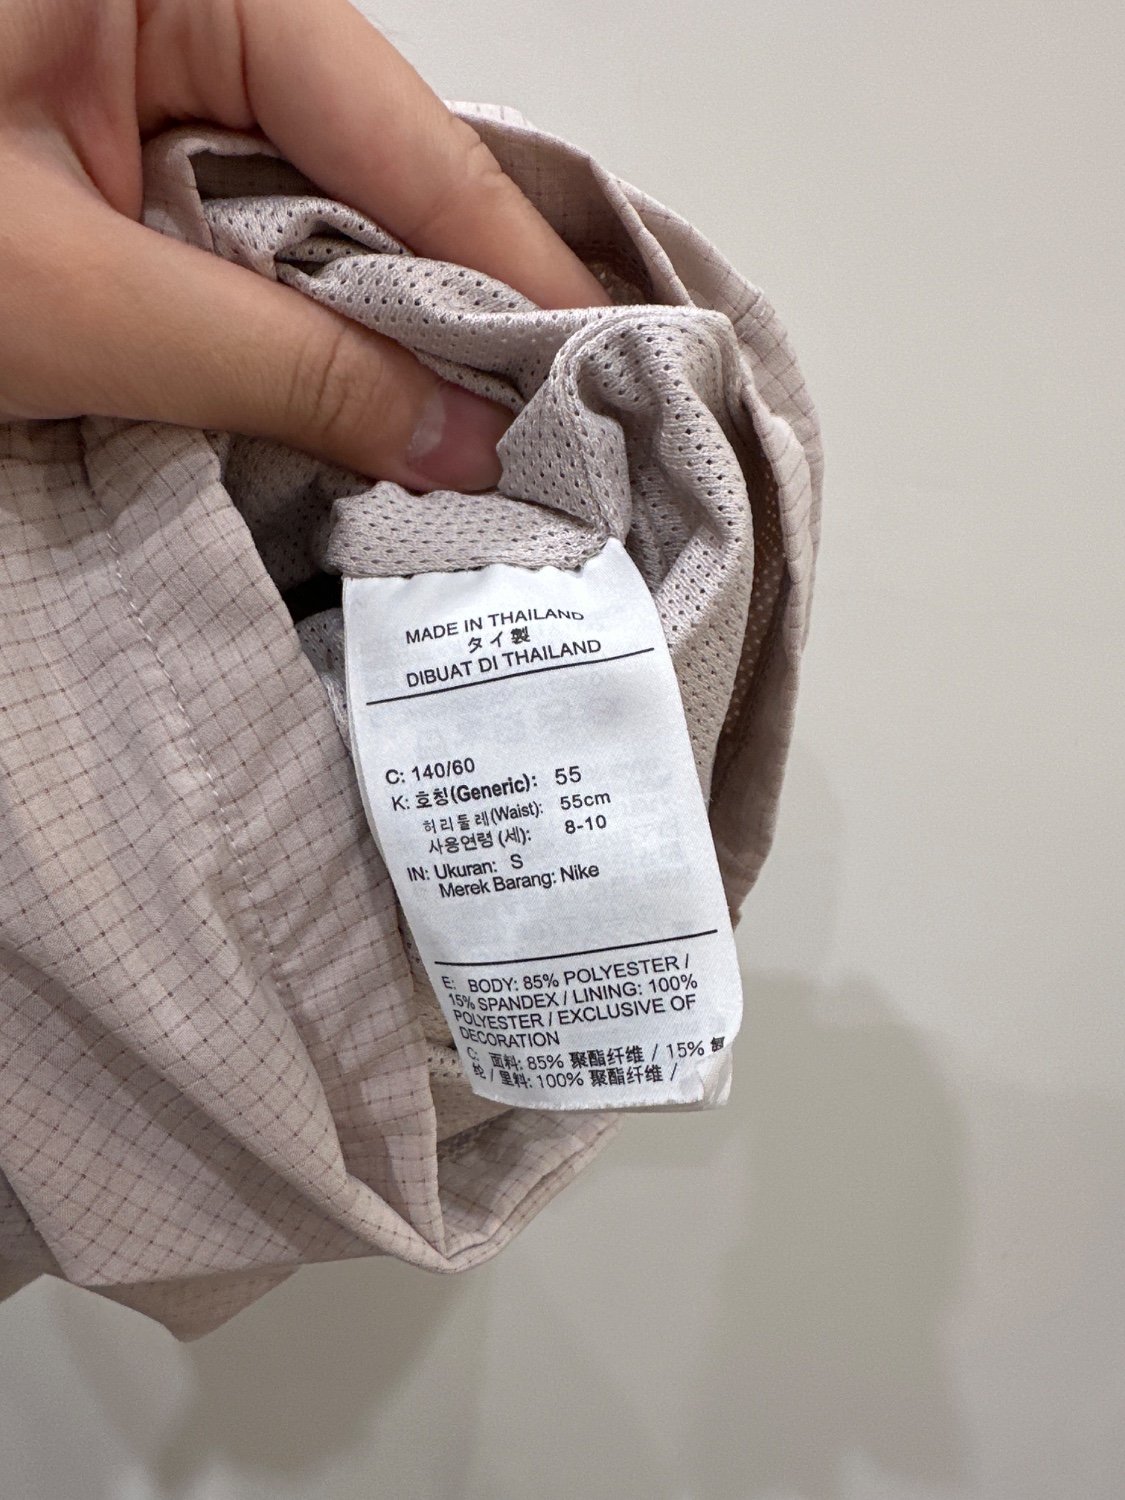 MADE IN THAILAND
タイ製
DIBUAT DI THAILAND
C: 140/60
K: 호칭(Generic): 55
허리둘레(Waist): 55cm
사용연령 (세): 8-10
IN: Ukuran: S
Merek Barang: Nike
E: BODY: 85% POLYESTER /
15% SPANDEX / LINING: 100%
POLYESTER / EXCLUSIVE OF
DECORATION
C: 面料: 85% 聚酯纤维 / 15% 氨
纶 / 里料: 100% 聚酯纤维 /